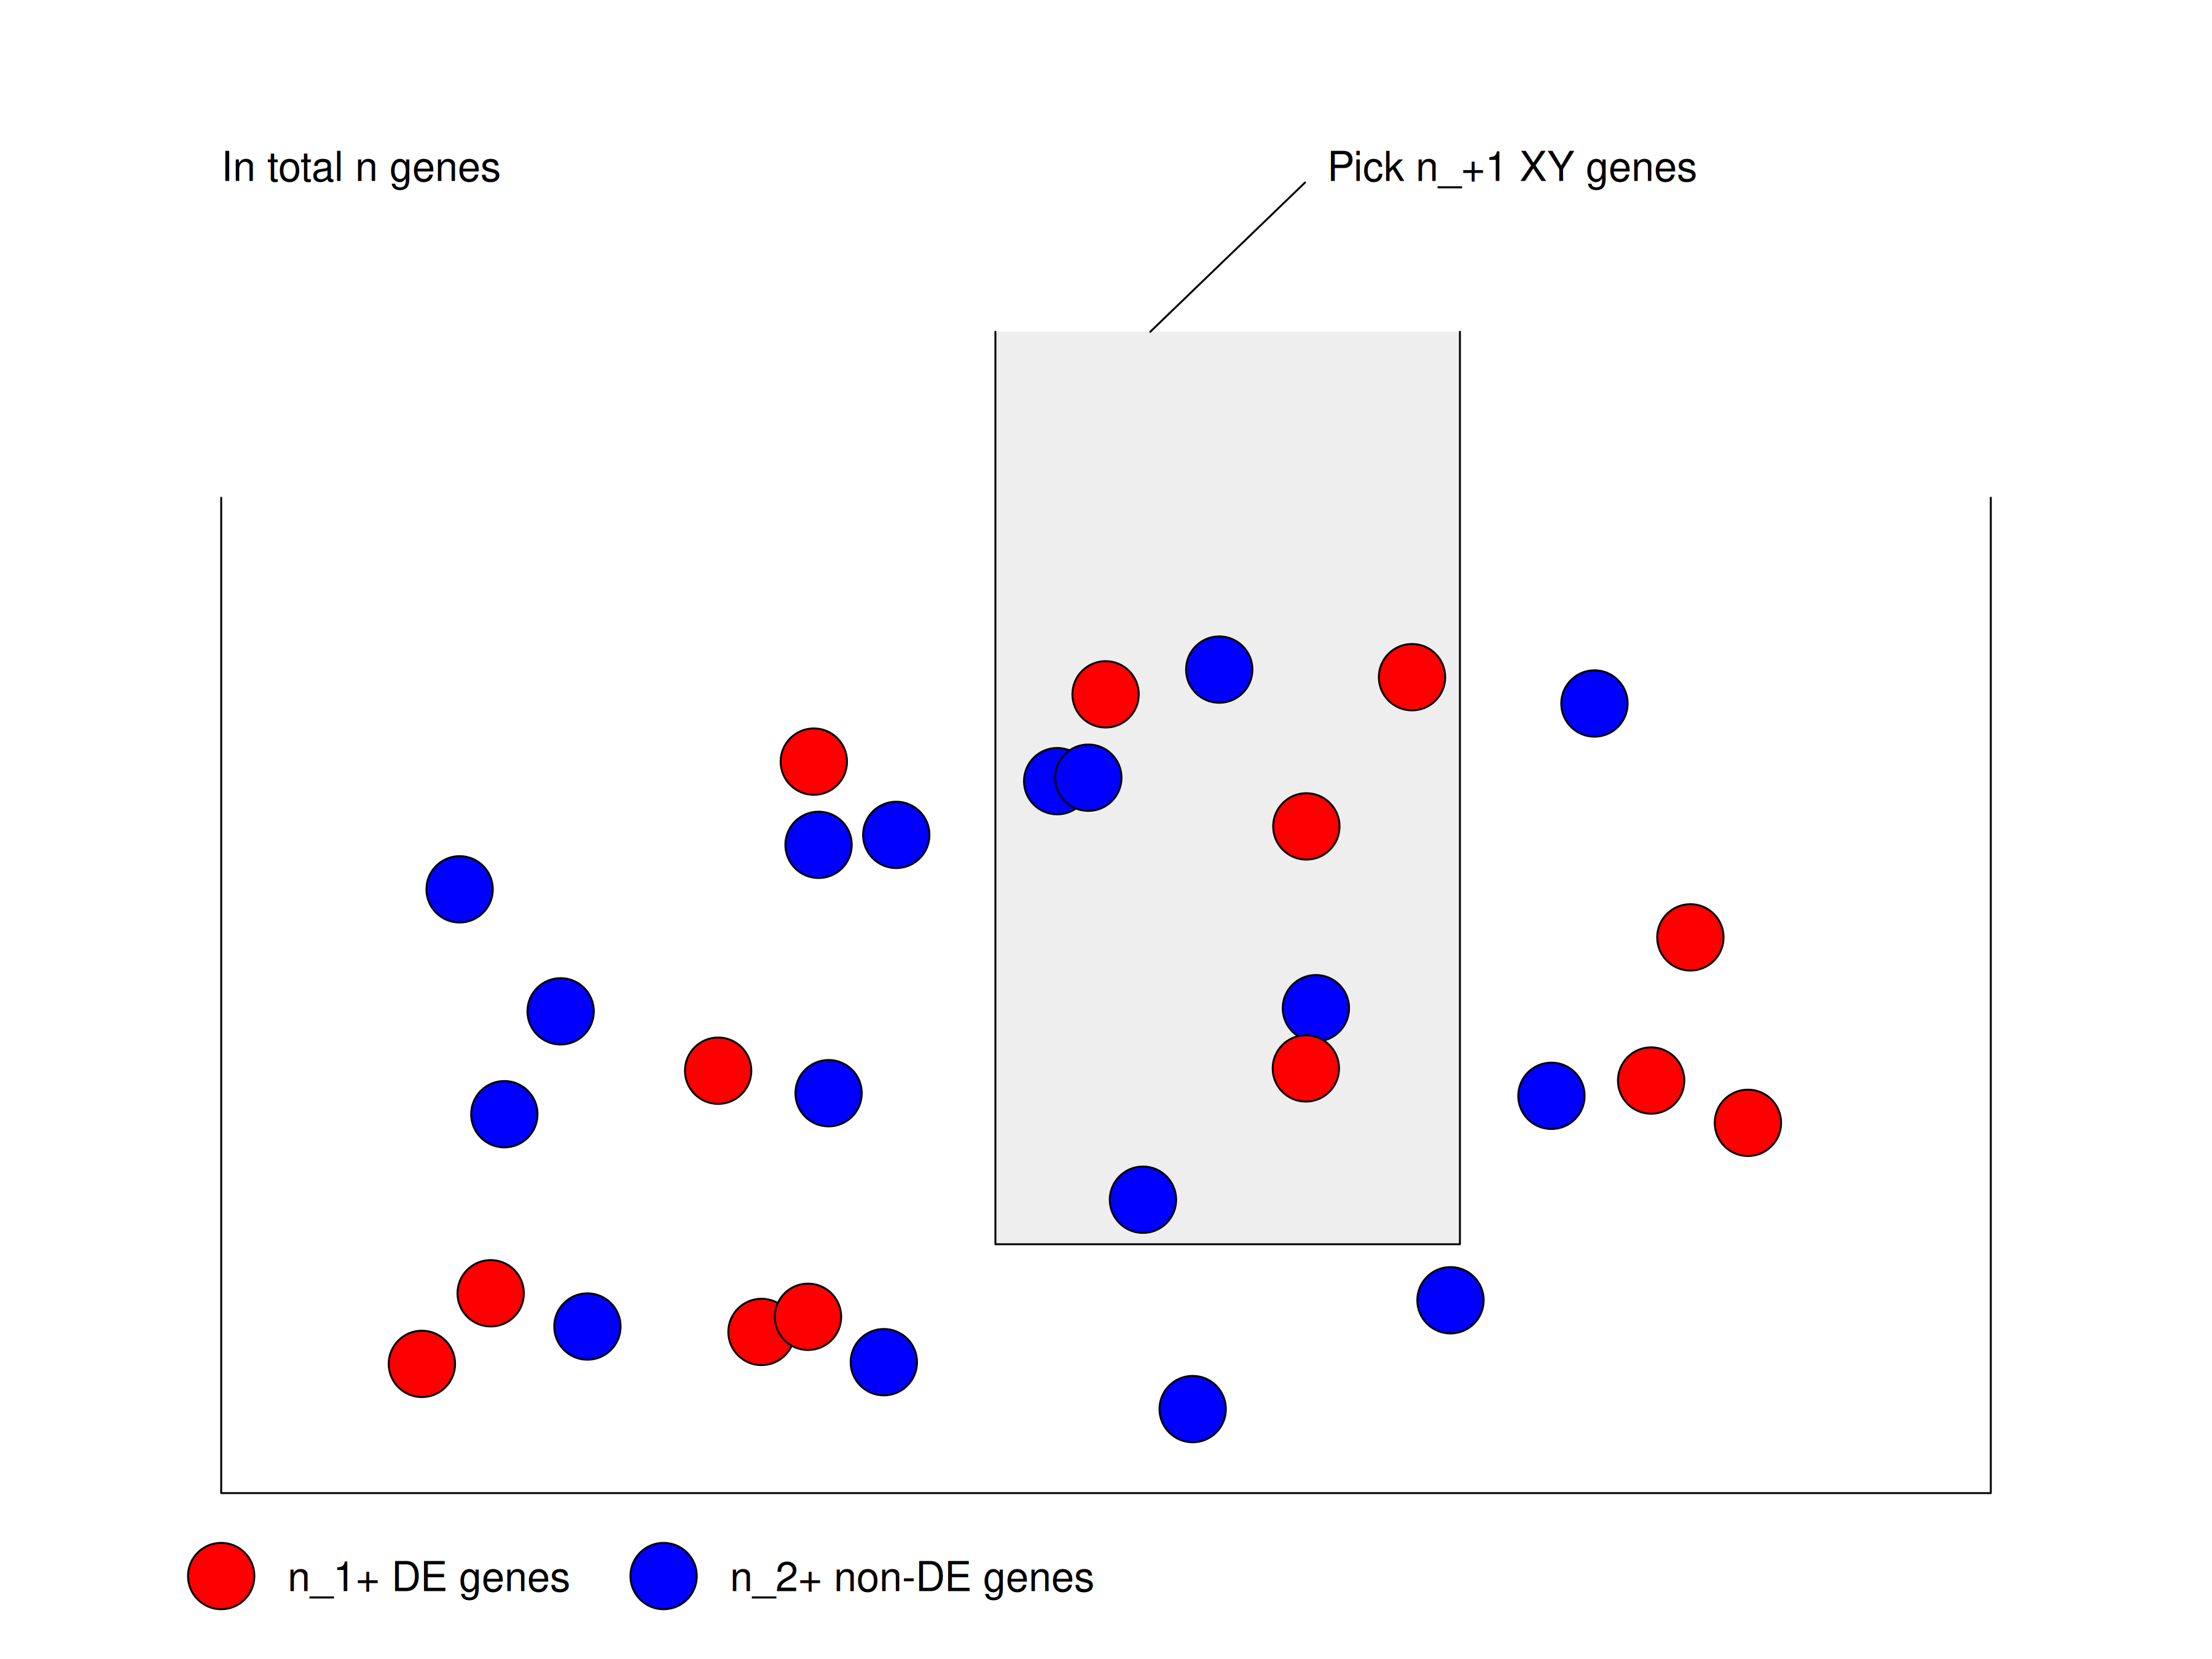 In total n genes
Pick n_+1 XY genes
n_1+ DE genes
n_2+ non-DE genes